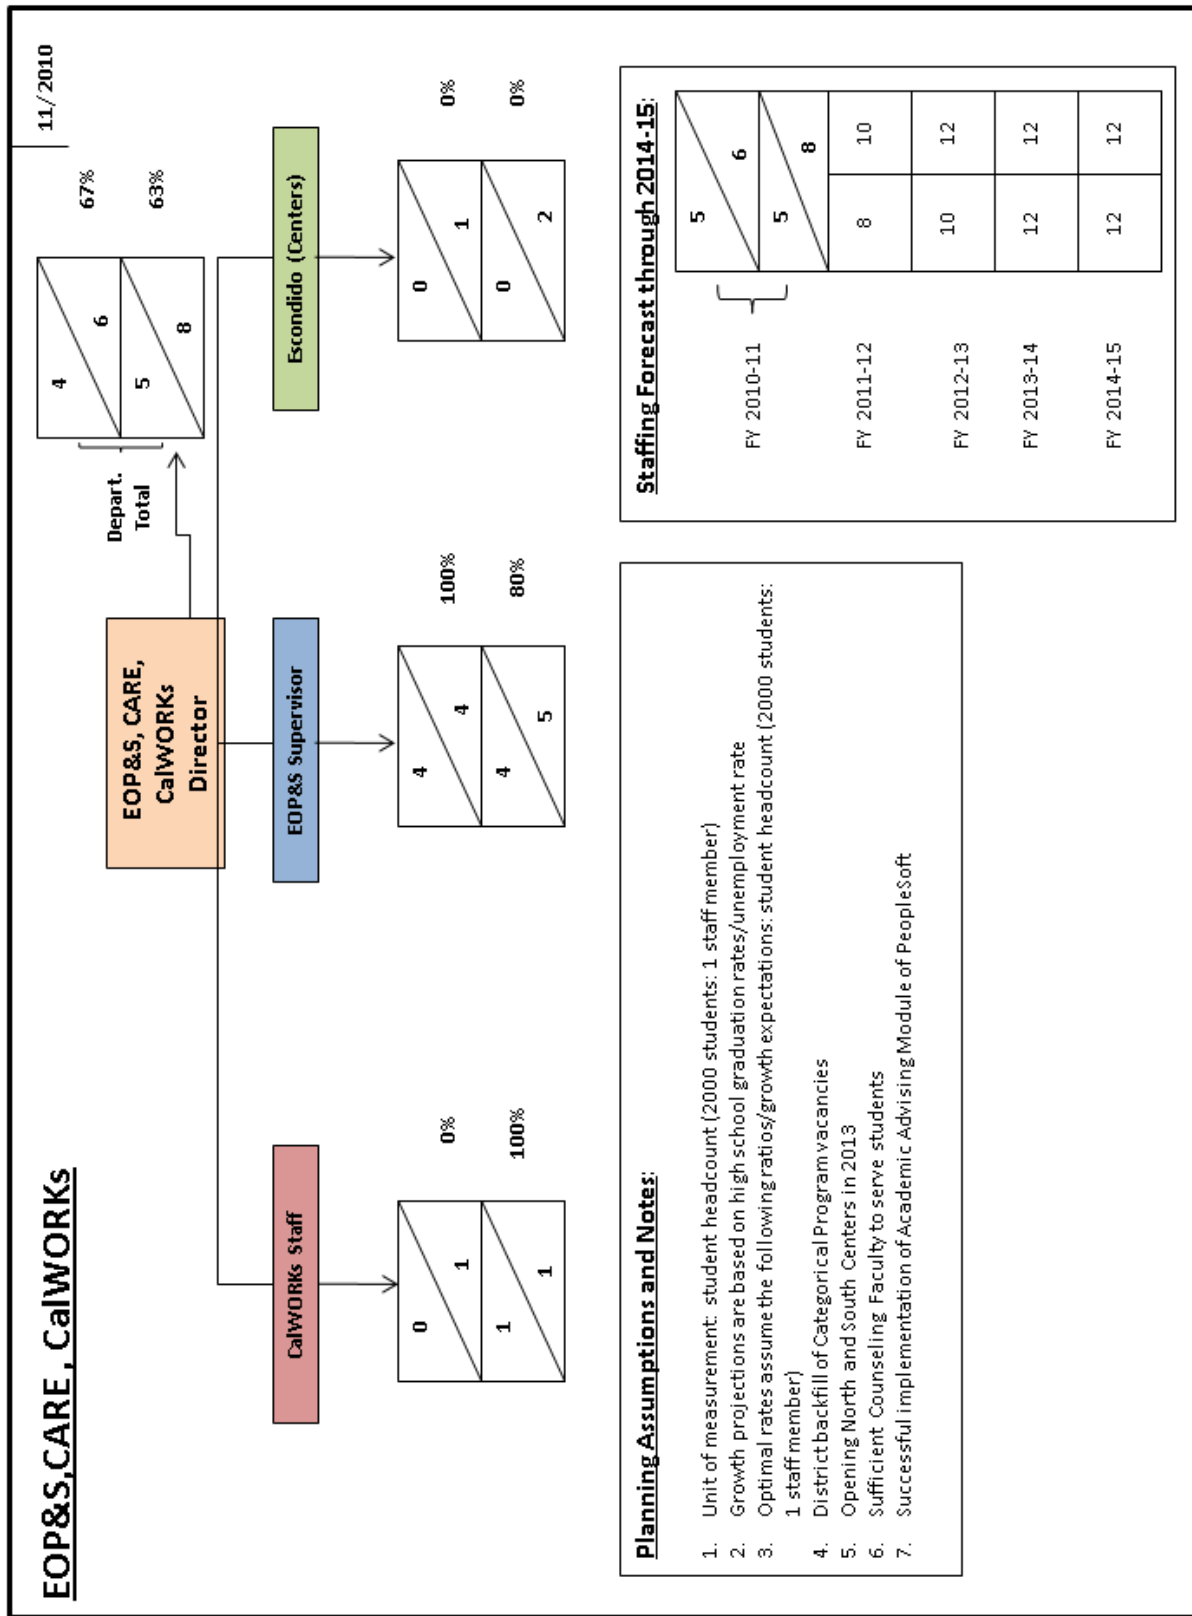 EOP&S,CARE , CalWORKs
11/2010
EOP&S, CARE,
CalWORKs
Director
Depart.
Total
4
6
67%
5
8
63%
CalWORKs Staff
EOP&S Supervisor
Escondido (Centers)
0
1
0%
1
1
100%
4
4
100%
4
5
80%
0
1
0%
0
2
0%
Planning Assumptions and Notes:
1. Unit of measurement: student headcount (2000 students: 1 staff member)
2. Growth projections are based on high school graduation rates/unemployment rate
3. Optimal rates assume the following ratios/growth expectations: student headcount (2000 students:
1 staff member)
4. District backfill of Categorical Program vacancies
5. Opening North and South Centers in 2013
6. Sufficient Counseling Faculty to serve students
7. Successful implementation of Academic Advising Module of PeopleSoft
Staffing Forecast through 2014-15:
FY 2010-11
5
6
5
8
FY 2011-12 8 10
FY 2012-13 10 12
FY 2013-14 12 12
FY 2014-15 12 12